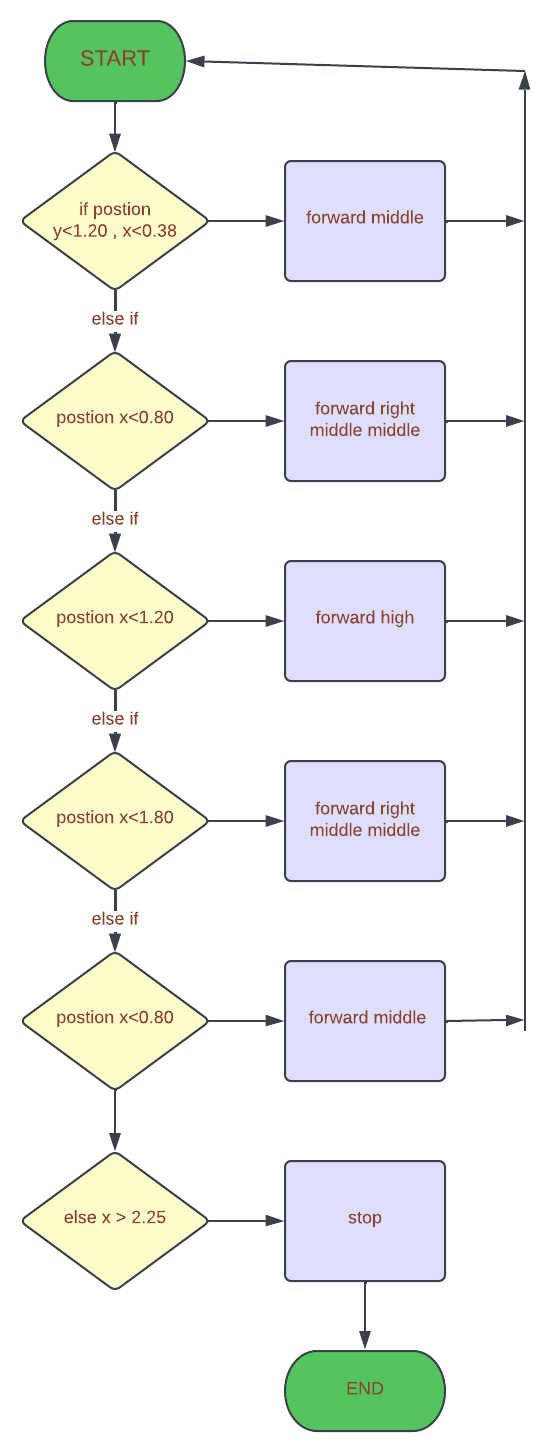 START
if postion
y<1.20 , x<0.38
forward middle
else if
postion x<0.80
forward right
middle middle
else if
postion x<1.20
forward high
else if
postion x<1.80
forward right
middle middle
else if
postion x<0.80
forward middle
else x > 2.25
stop
END